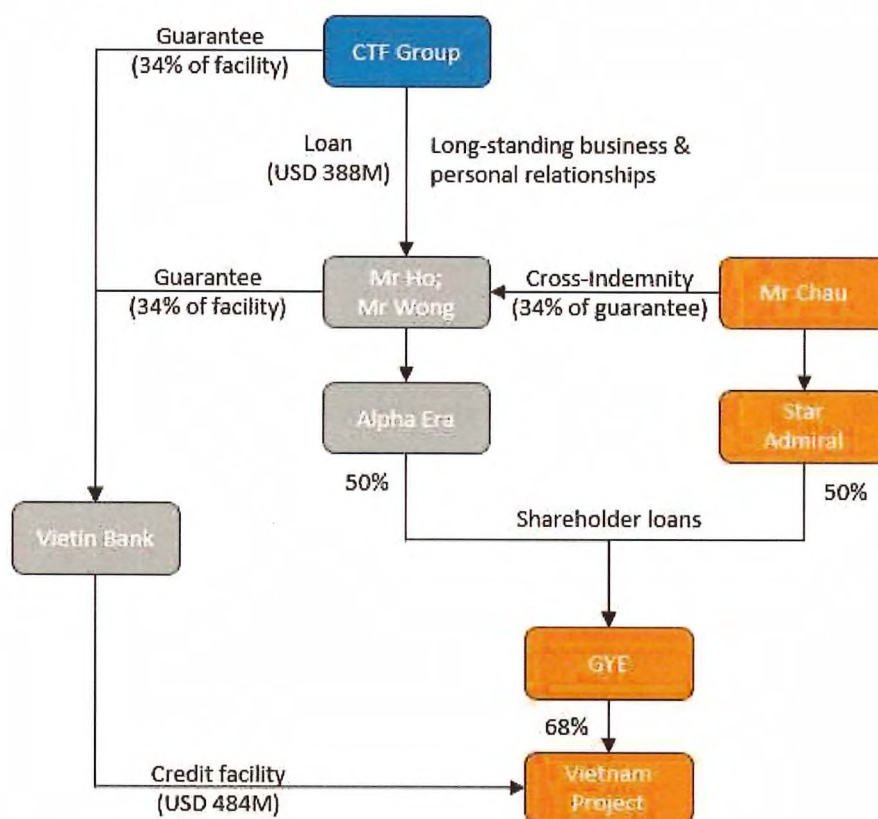 Guarantee
(34% of facility)
CTF Group
Loan
(USD 388M)
Long-standing business &
personal relationships
Guarantee
(34% of facility)
Mr Ho;
Mr Wong
Cross-Indemnity
(34% of guarantee)
Mr Chau
Alpha Era
Star
Admiral
50%
50%
Shareholder loans
Vietin Bank
GYE
68%
Credit facility
(USD 484M)
Vietnam
Project